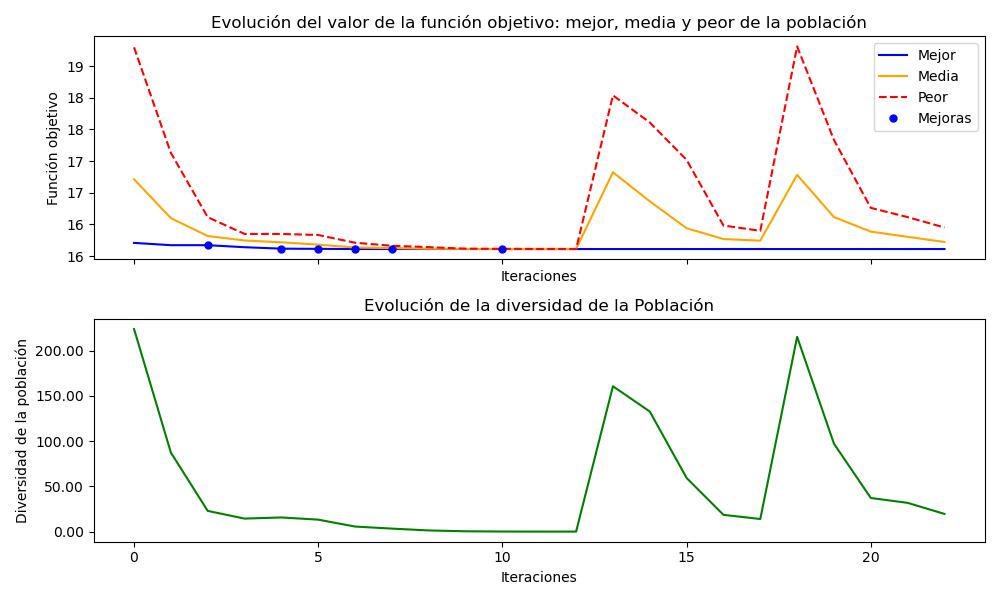 Evolución del valor de la función objetivo: mejor, media y peor de la población
Función objetivo
19
18
18
17
17
16
16
Mejor
Media
Peor
Mejoras
Iteraciones
Evolución de la diversidad de la Población
Diversidad de la población
200.00
150.00
100.00
50.00
0.00
0 5 10 15 20
Iteraciones